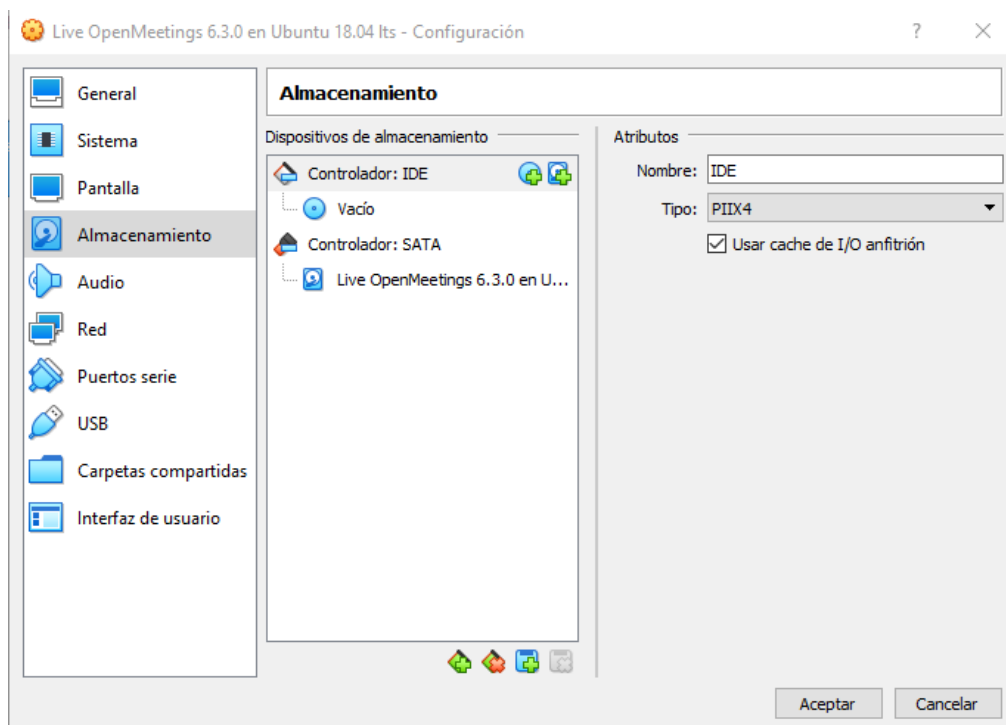 Live OpenMeetings 6.3.0 en Ubuntu 18.04 lts - Configuración
?
General
Sistema
Pantalla
Almacenamiento
Audio
Red
Puertos serie
USB
Carpetas compartidas
Interfaz de usuario
Almacenamiento
Dispositivos de almacenamiento
Controlador: IDE
Vacío
Controlador: SATA
Live OpenMeetings 6.3.0 en U...
Atributos
Nombre: IDE
Tipo: PIIX4
Usar cache de I/O anfitrión
Aceptar
Cancelar